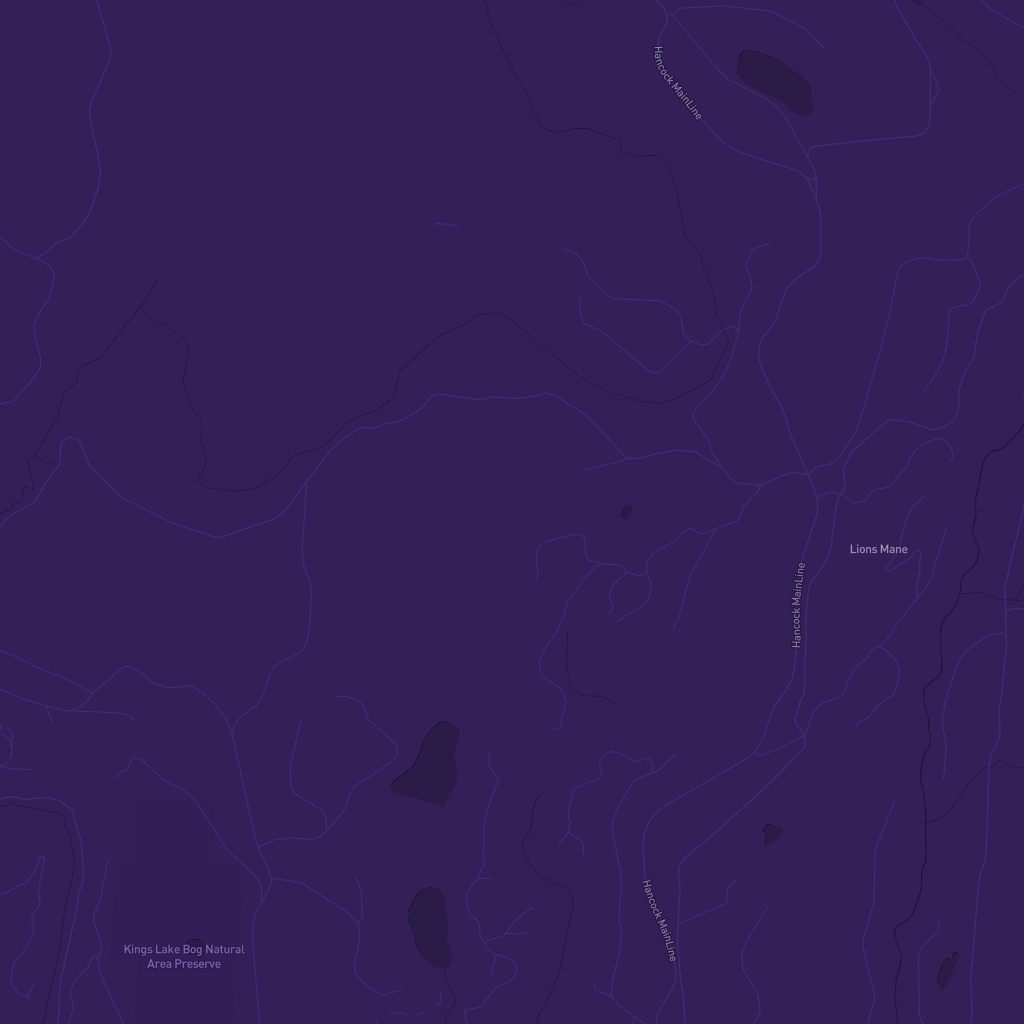 Hancock MainLine
Lions Mane
Hancock MainLine
Hancock MainLine
Kings Lake Bog Natural
Area Preserve